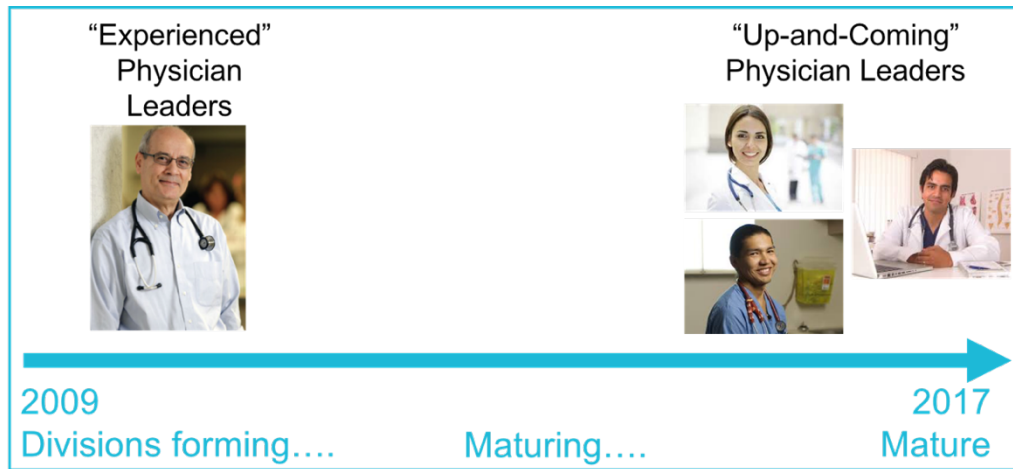 “Experienced”
Physician
Leaders
“Up-and-Coming”
Physician Leaders
2009
2017
Divisions forming....
Maturing....
Mature